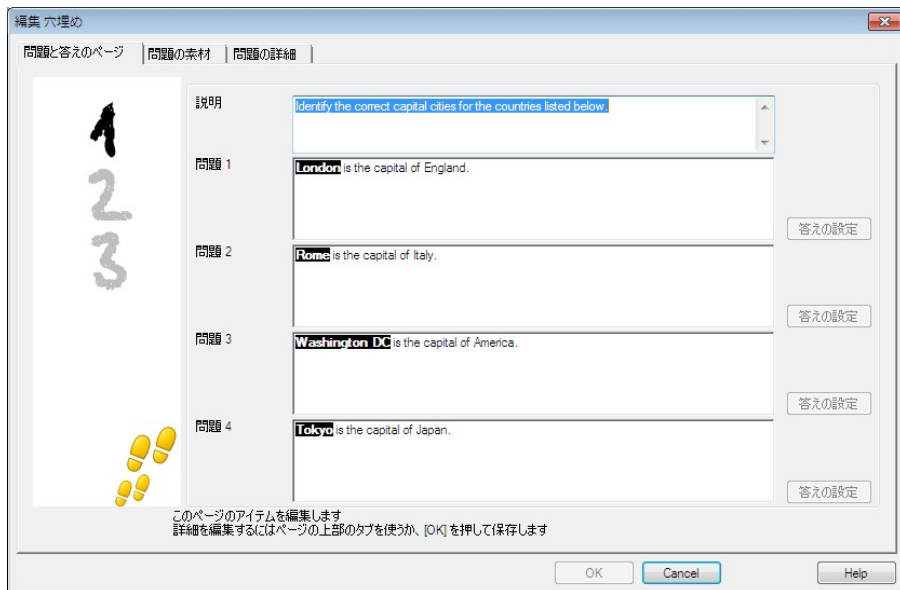 編集 穴埋め
問題と答えのページ 問題の素材 問題の詳細
1
2
3
説明
Identify the correct capital cities for the countries listed below.
問題 1
London is the capital of England.
答えの設定
問題 2
Rome is the capital of Italy.
答えの設定
問題 3
Washington DC is the capital of America.
答えの設定
問題 4
Tokyo is the capital of Japan.
答えの設定
このページのアイテムを編集します
詳細を編集するにはページの上部のタブを使うか、[OK] を押して保存します
OK Cancel Help